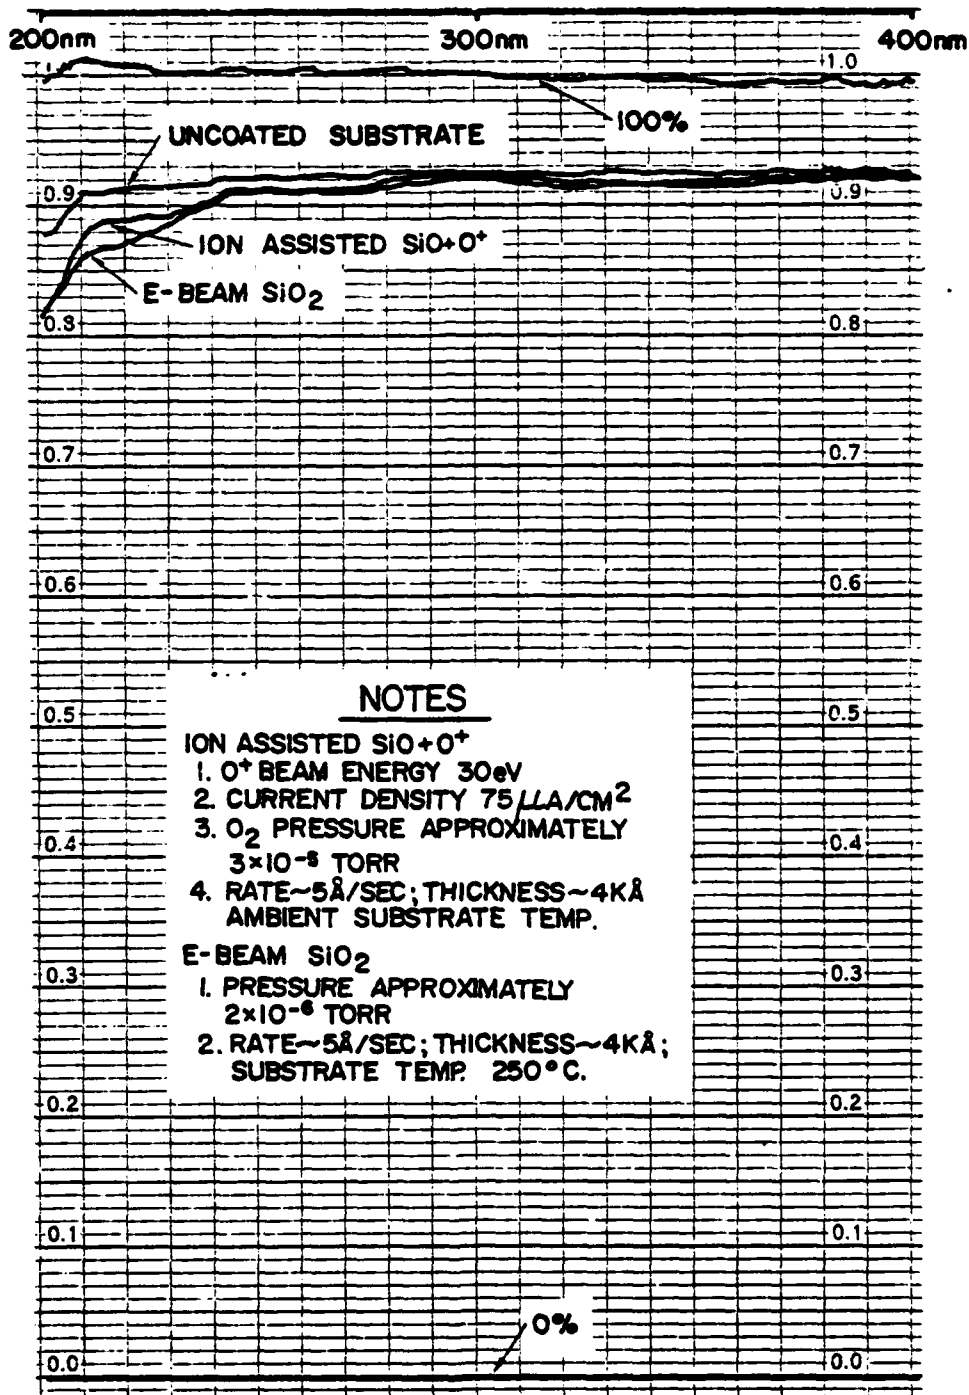 200nm 300nm 400nm
1. 1.0
100%
UNCOATED SUBSTRATE
0.9 0.9
ION ASSISTED SiO+O⁺
E-BEAM SiO₂
0.8 0.8
0.7 0.7
0.6 0.6
NOTES
0.5 0.5
ION ASSISTED SiO+O⁺
1. O⁺ BEAM ENERGY 30eV
2. CURRENT DENSITY 75μA/CM²
3. O₂ PRESSURE APPROXIMATELY
0.4 0.4
3×10⁻⁵ TORR
4. RATE~5Å/SEC; THICKNESS~4KÅ
AMBIENT SUBSTRATE TEMP.
E-BEAM SiO₂
0.3 0.3
1. PRESSURE APPROXIMATELY
2×10⁻⁶ TORR
2. RATE~5Å/SEC; THICKNESS~4KÅ;
SUBSTRATE TEMP. 250°C.
0.2 0.2
0.1 0.1
0%
0.0 0.0